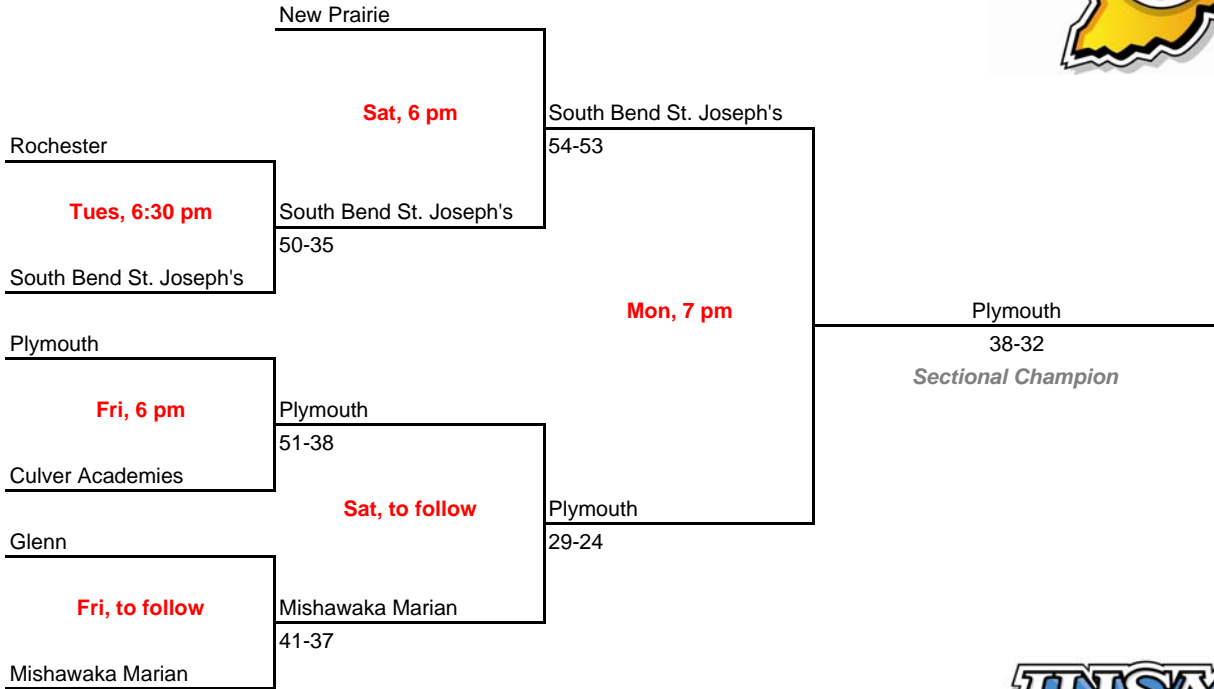 New Prairie
Sat, 6 pm
South Bend St. Joseph's
Rochester
54-53
Tues, 6:30 pm
South Bend St. Joseph's
50-35
South Bend St. Joseph's
Mon, 7 pm
Plymouth
Plymouth
38-32
Sectional Champion
Fri, 6 pm
Plymouth
51-38
Culver Academies
Sat, to follow
Plymouth
Glenn
29-24
Fri, to follow
Mishawaka Marian
41-37
Mishawaka Marian